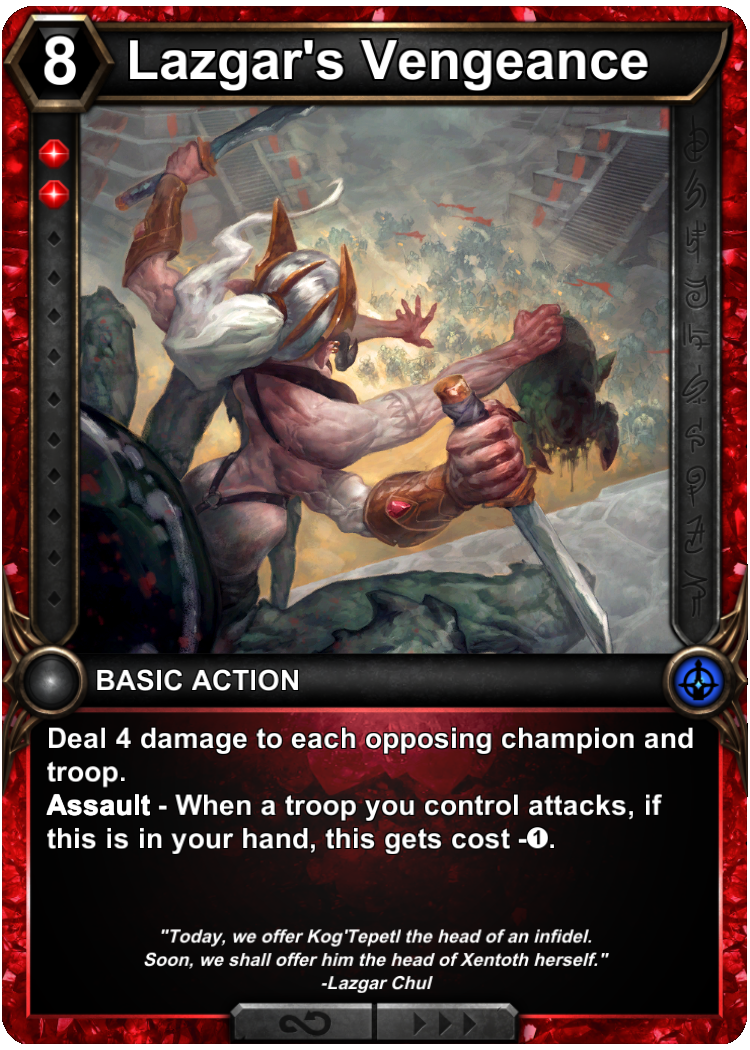 8
Lazgar's Vengeance
BASIC ACTION
Deal 4 damage to each opposing champion and
troop.
Assault - When a troop you control attacks, if
this is in your hand, this gets cost -❶.
"Today, we offer Kog'Tepetl the head of an infidel.
Soon, we shall offer him the head of Xentoth herself."
-Lazgar Chul